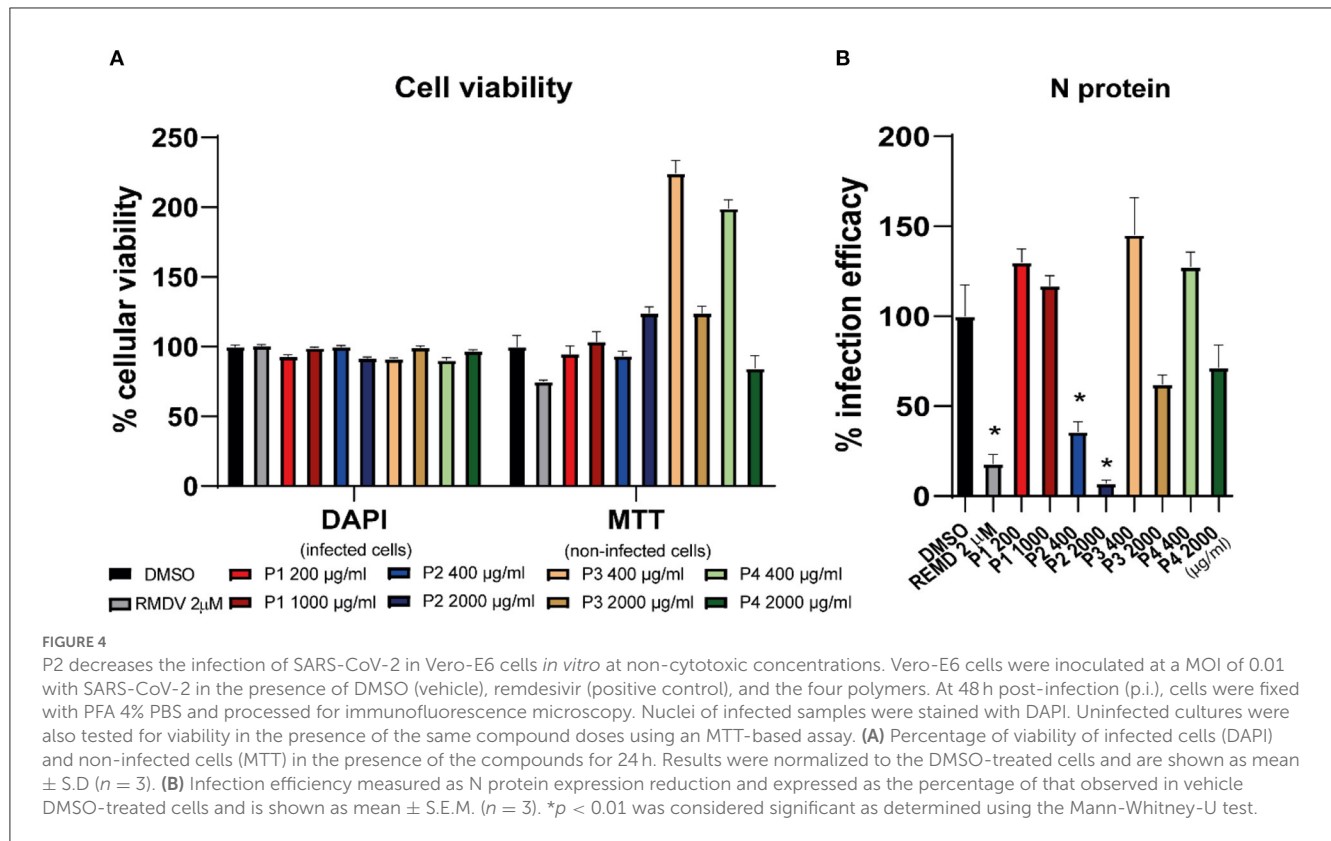 A
Cell viability
% cellular viability
250
200
150
100
50
0
DAPI
(infected cells)
MTT
(non-infected cells)
DMSO
P1 200 µg/ml
P2 400 µg/ml
P3 400 µg/ml
P4 400 µg/ml
RMDV 2µM
P1 1000 µg/ml
P2 2000 µg/ml
P3 2000 µg/ml
P4 2000 µg/ml
B
N protein
% infection efficacy
200
150
100
50
0
*
*
*
DMSO
REMD 2 µM
P1 200
P1 1000
P2 400
P2 2000
P3 400
P3 2000
P4 400
P4 2000
(µg/ml)
FIGURE 4
P2 decreases the infection of SARS-CoV-2 in Vero-E6 cells in vitro at non-cytotoxic concentrations. Vero-E6 cells were inoculated at a MOI of 0.01
with SARS-CoV-2 in the presence of DMSO (vehicle), remdesivir (positive control), and the four polymers. At 48 h post-infection (p.i.), cells were fixed
with PFA 4% PBS and processed for immunofluorescence microscopy. Nuclei of infected samples were stained with DAPI. Uninfected cultures were
also tested for viability in the presence of the same compound doses using an MTT-based assay. (A) Percentage of viability of infected cells (DAPI)
and non-infected cells (MTT) in the presence of the compounds for 24 h. Results were normalized to the DMSO-treated cells and are shown as mean
± S.D (n = 3). (B) Infection efficiency measured as N protein expression reduction and expressed as the percentage of that observed in vehicle
DMSO-treated cells and is shown as mean ± S.E.M. (n = 3). *p < 0.01 was considered significant as determined using the Mann-Whitney-U test.